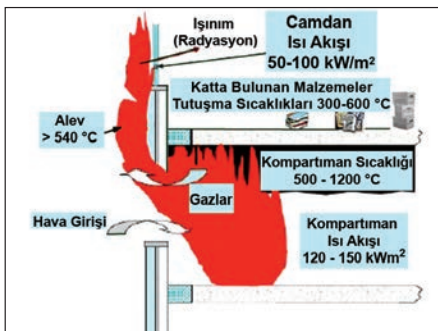 Işınım
(Radyasyon)
Camdan
Isı Akışı
50-100 kW/m²
Katta Bulunan Malzemeler
Tutuşma Sıcaklıkları 300-600 °C
Alev
> 540 °C
Kompartıman Sıcaklığı
500 - 1200 °C
Gazlar
Hava Girişi
Kompartıman
Isı Akışı
120 - 150 kWm²